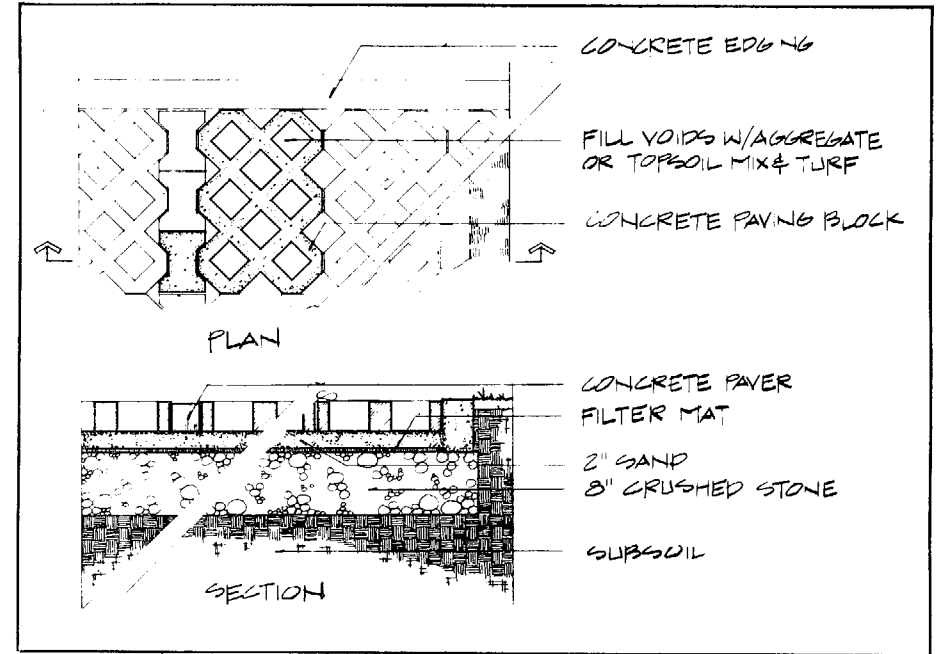 CONCRETE EDGING
FILL VOIDS W/AGGREGATE
OR TOPSOIL MIX & TURF
CONCRETE PAVING BLOCK
PLAN
CONCRETE PAVER
FILTER MAT
2" SAND
8" CRUSHED STONE
SUBSOIL
SECTION